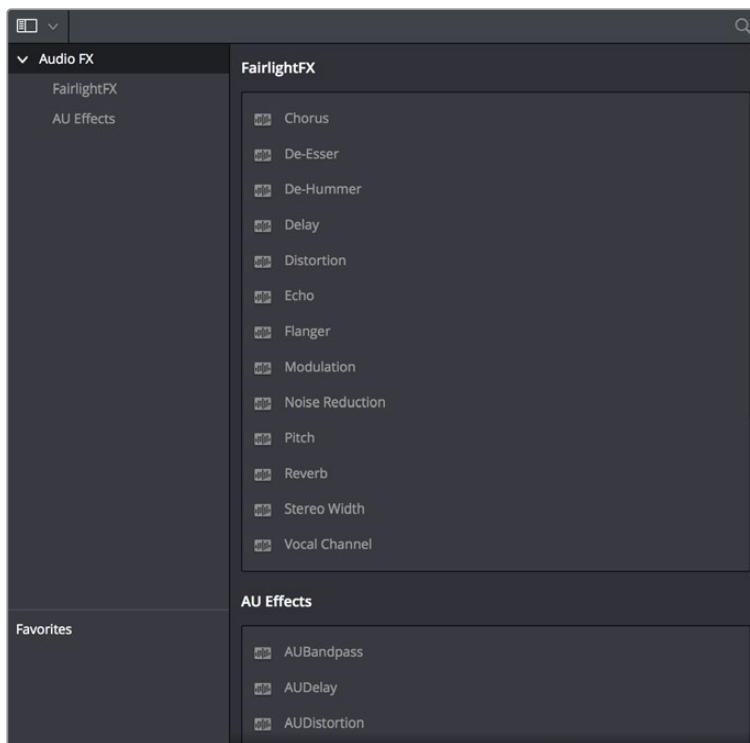 Audio FX
FairlightFX
AU Effects
Favorites
FairlightFX
Chorus
De-Esser
De-Hummer
Delay
Distortion
Echo
Flanger
Modulation
Noise Reduction
Pitch
Reverb
Stereo Width
Vocal Channel
AU Effects
AUBandpass
AUDelay
AUDistortion